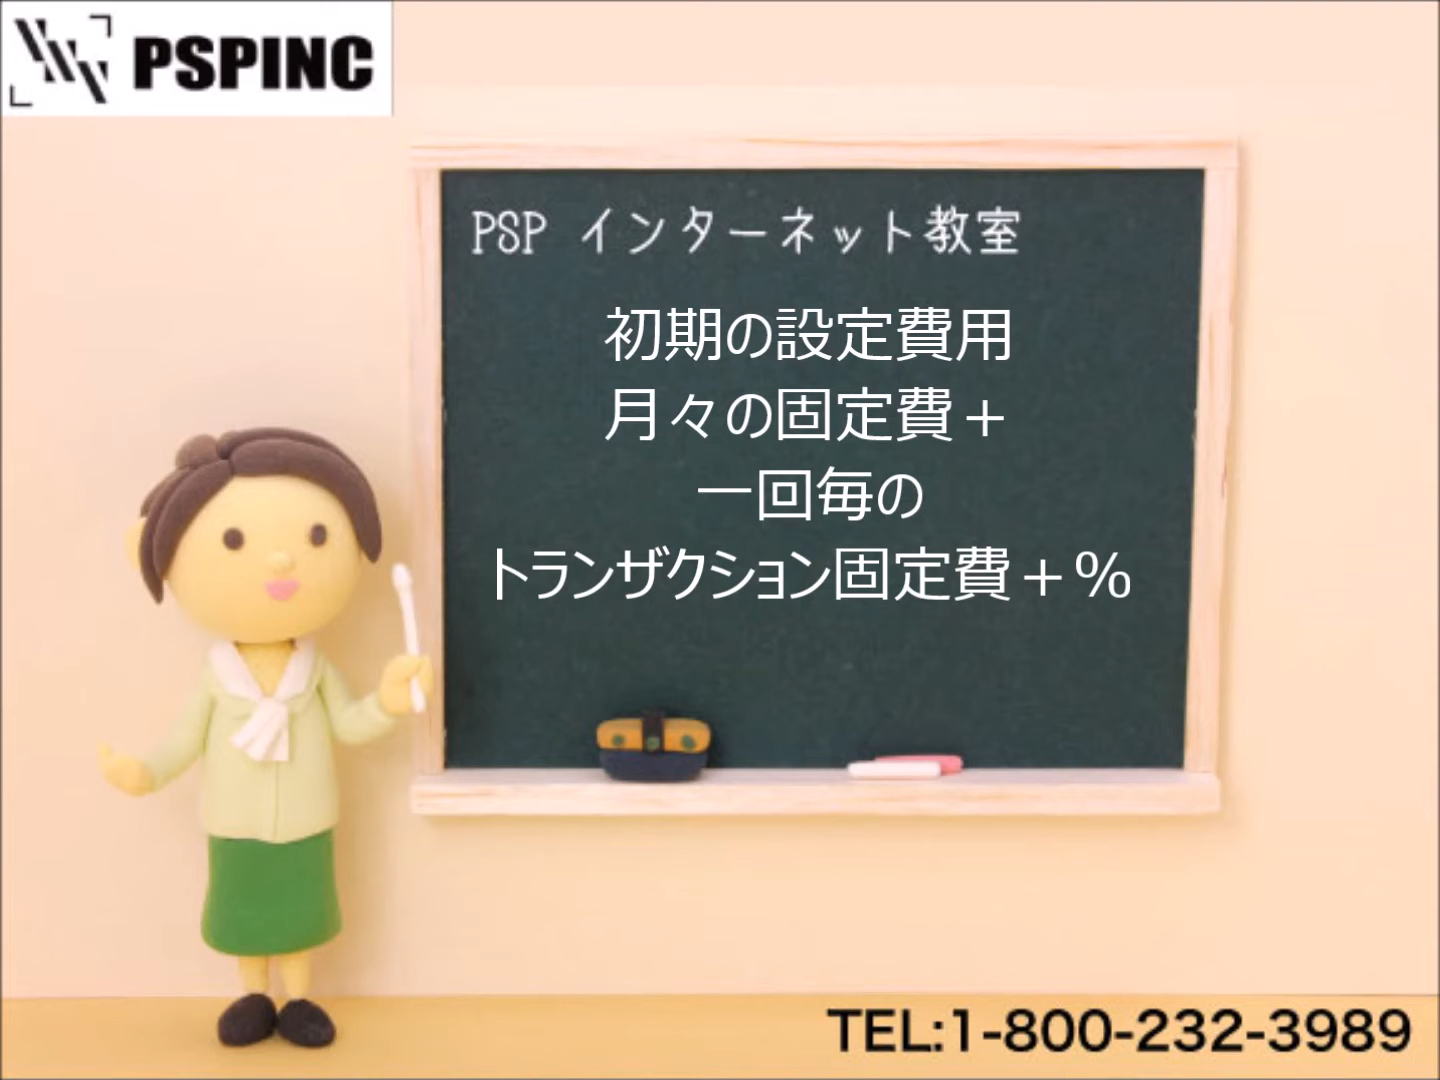 PSPINC
PSP インターネット教室
初期の設定費用
月々の固定費＋
一回毎の
トランザクション固定費＋％
TEL:1-800-232-3989